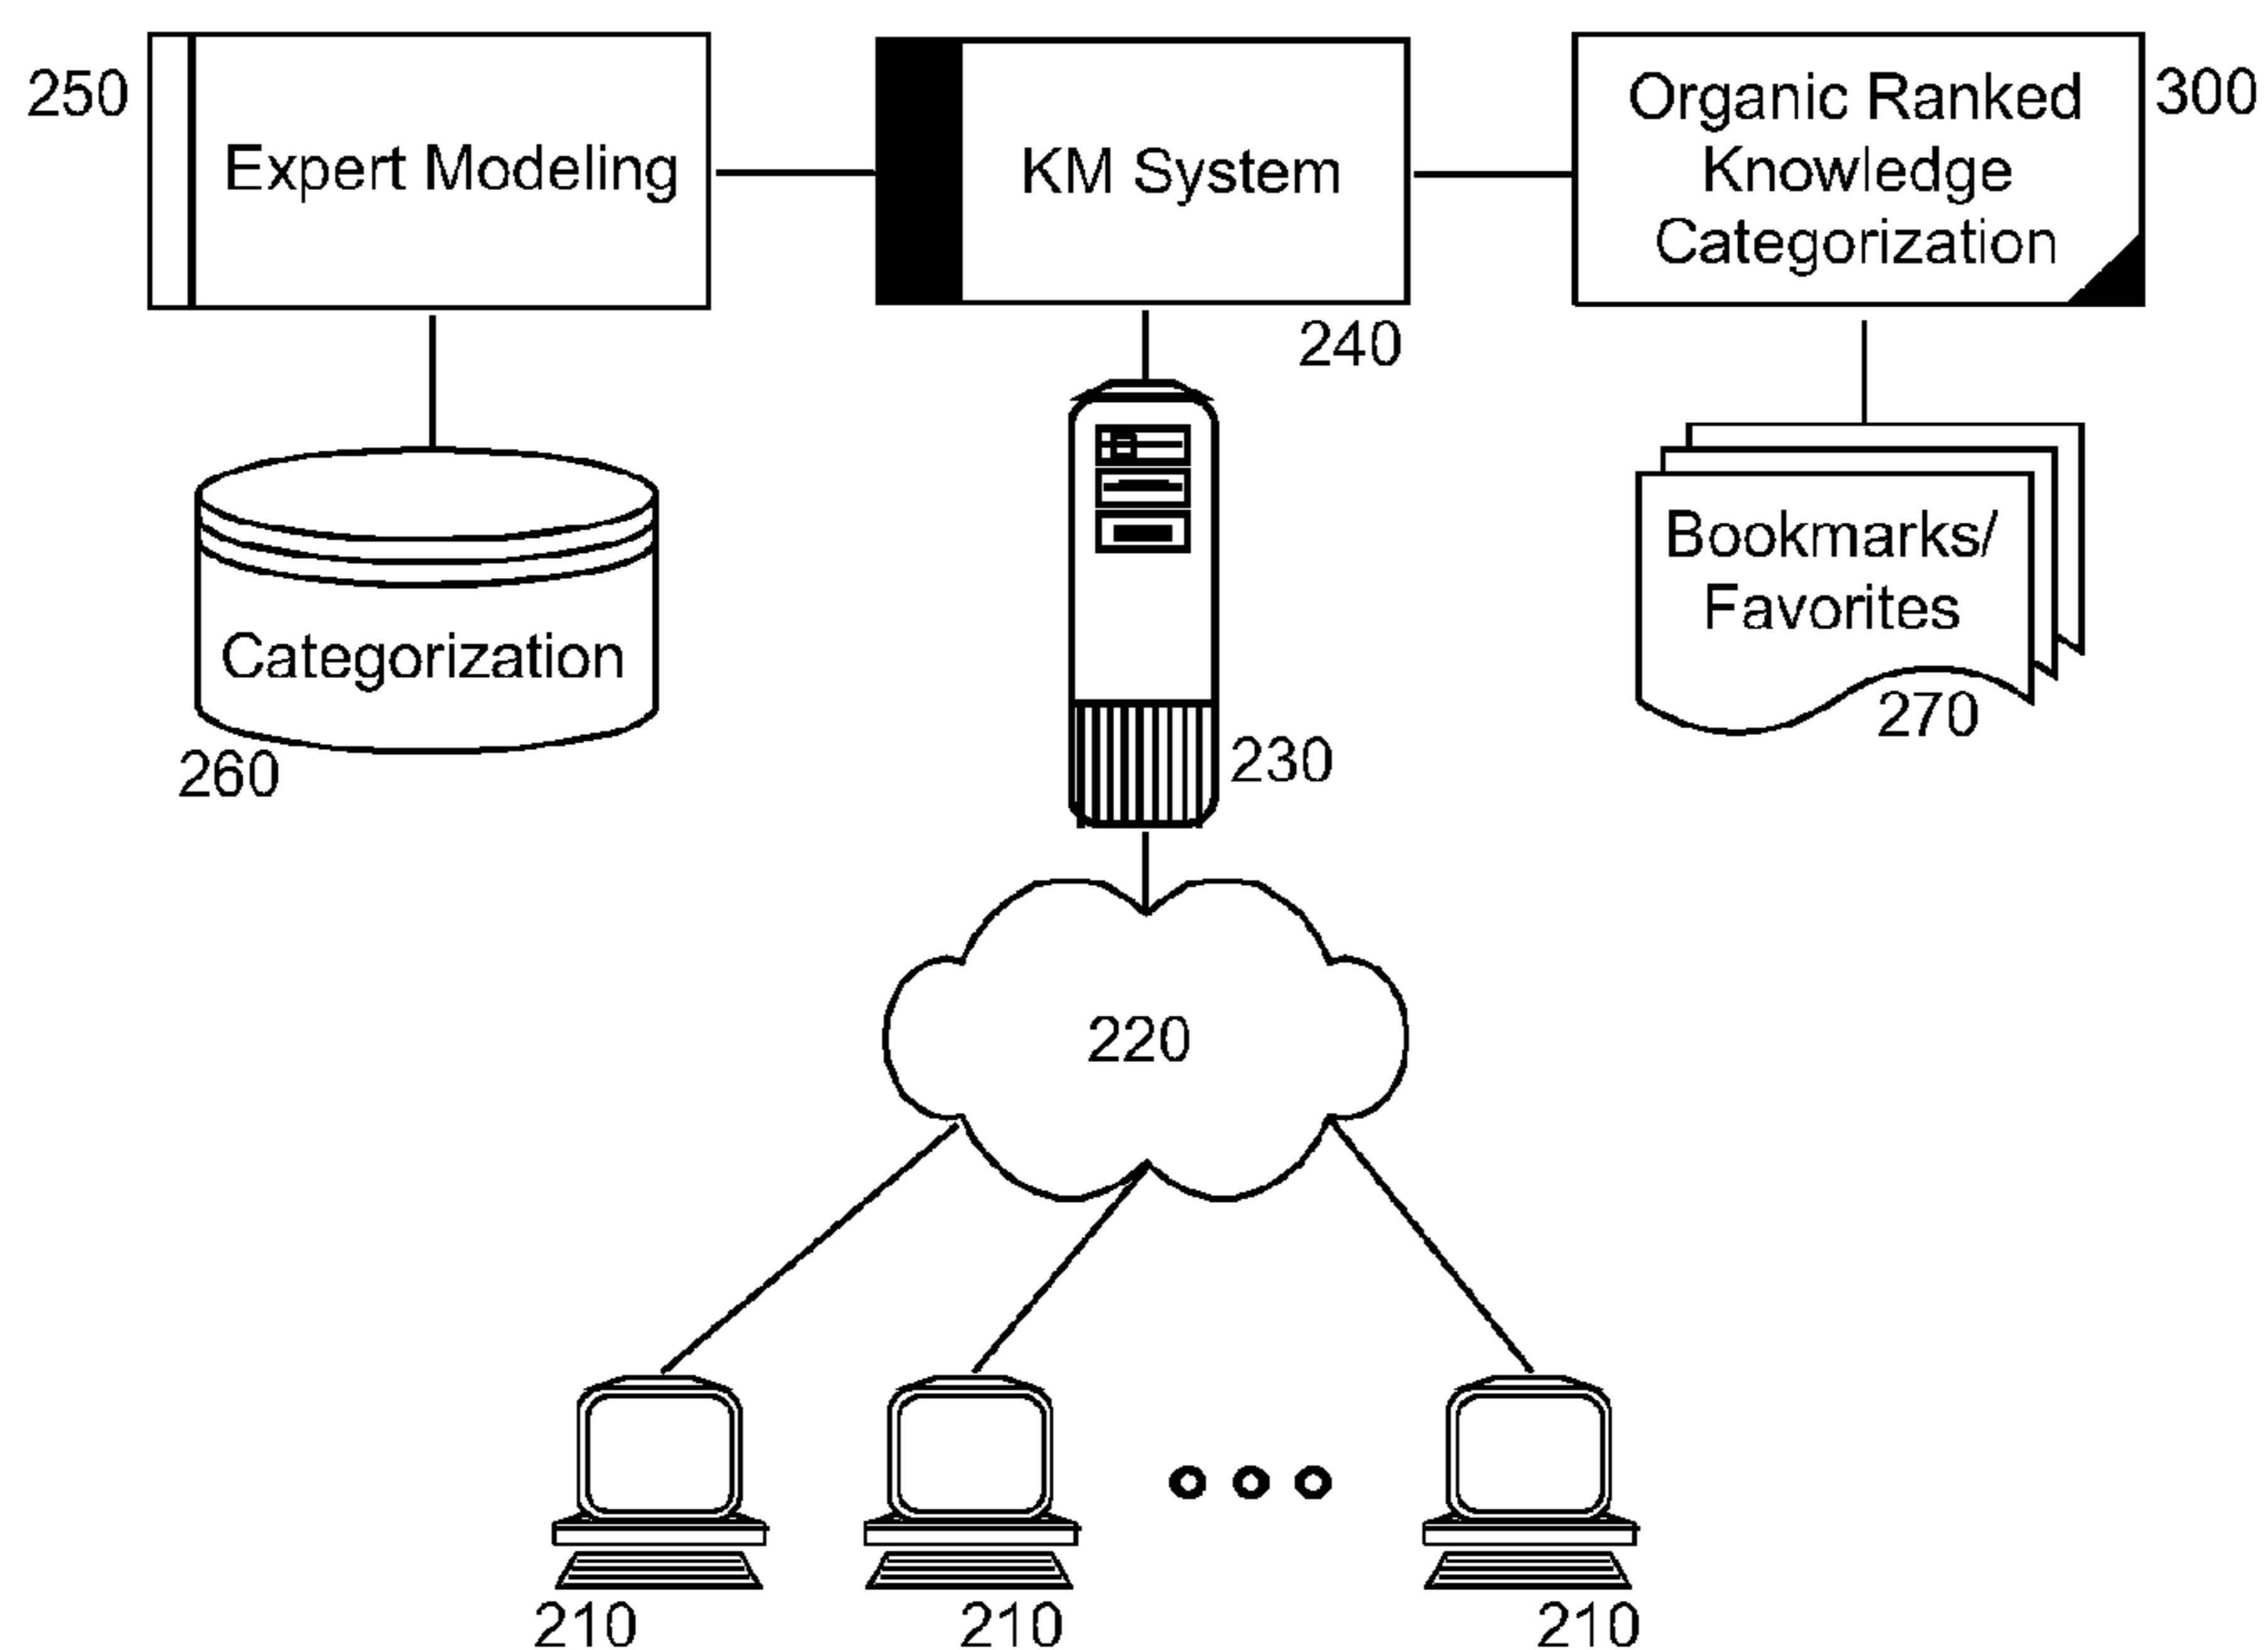 250
Expert Modeling
KM System
240
Organic Ranked
Knowledge
Categorization
300
Categorization
260
230
Bookmarks/
Favorites
270
220
210
210
210